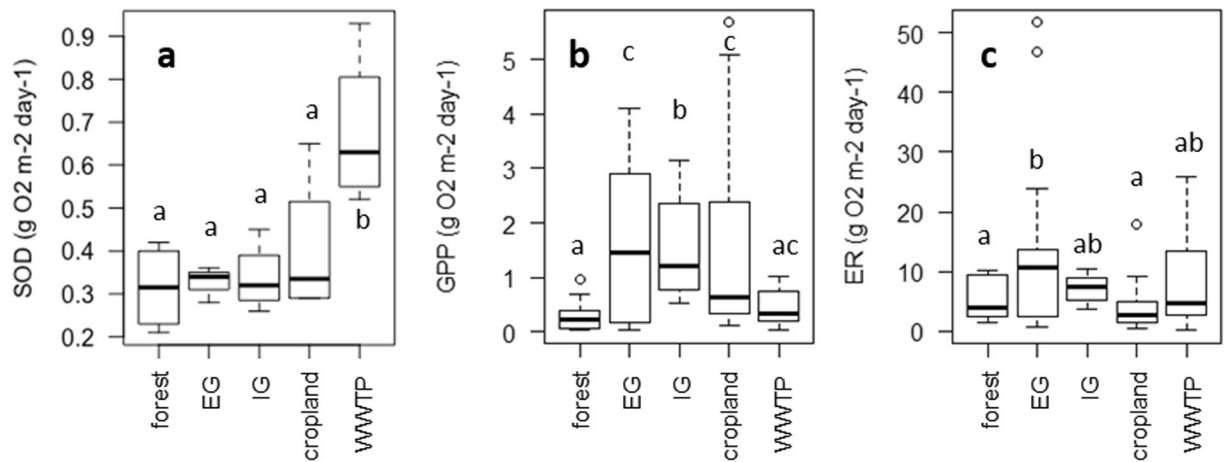 a
SOD (g O2 m-2 day-1)
0.9
0.8
0.7
0.6
0.5
0.4
0.3
0.2
a
a
a
a
b
forest
EG
IG
cropland
WWTP
b
GPP (g O2 m-2 day-1)
5
4
3
2
1
0
a
c
b
c
ac
forest
EG
IG
cropland
WWTP
c
ER (g O2 m-2 day-1)
50
40
30
20
10
0
a
b
ab
a
ab
forest
EG
IG
cropland
WWTP